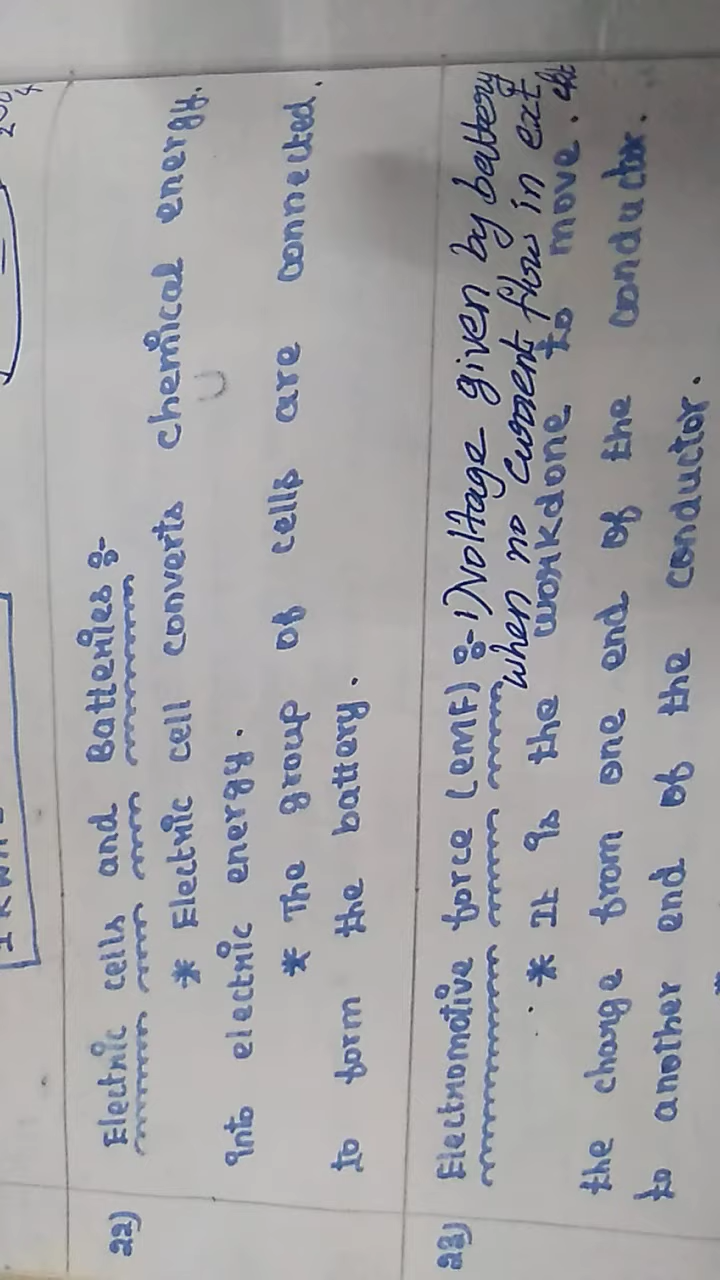 22) Electric cells and Batteries :-
* Electric cell converts chemical energy
into electric energy.
* The group of cells are connected
to form the battery.
23) Electromotive force (EMF) :- 1) Voltage given by battery
when no current flow in ext ckt
* It is the workdone to move
the charge from one end of the conductor
to another end of the conductor.